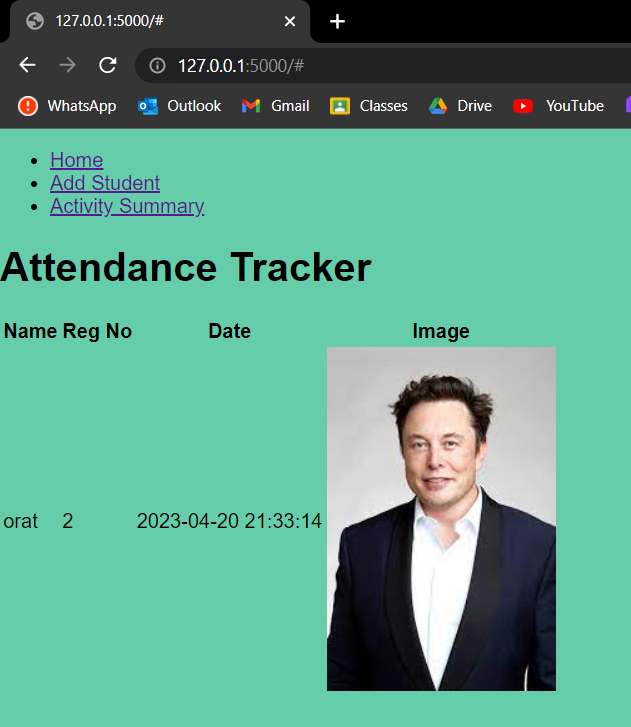 127.0.0.1:5000/#
127.0.0.1:5000/#
WhatsApp Outlook Gmail Classes Drive YouTube
Home
Add Student
Activity Summary
Attendance Tracker
Name Reg No Date Image
orat 2 2023-04-20 21:33:14